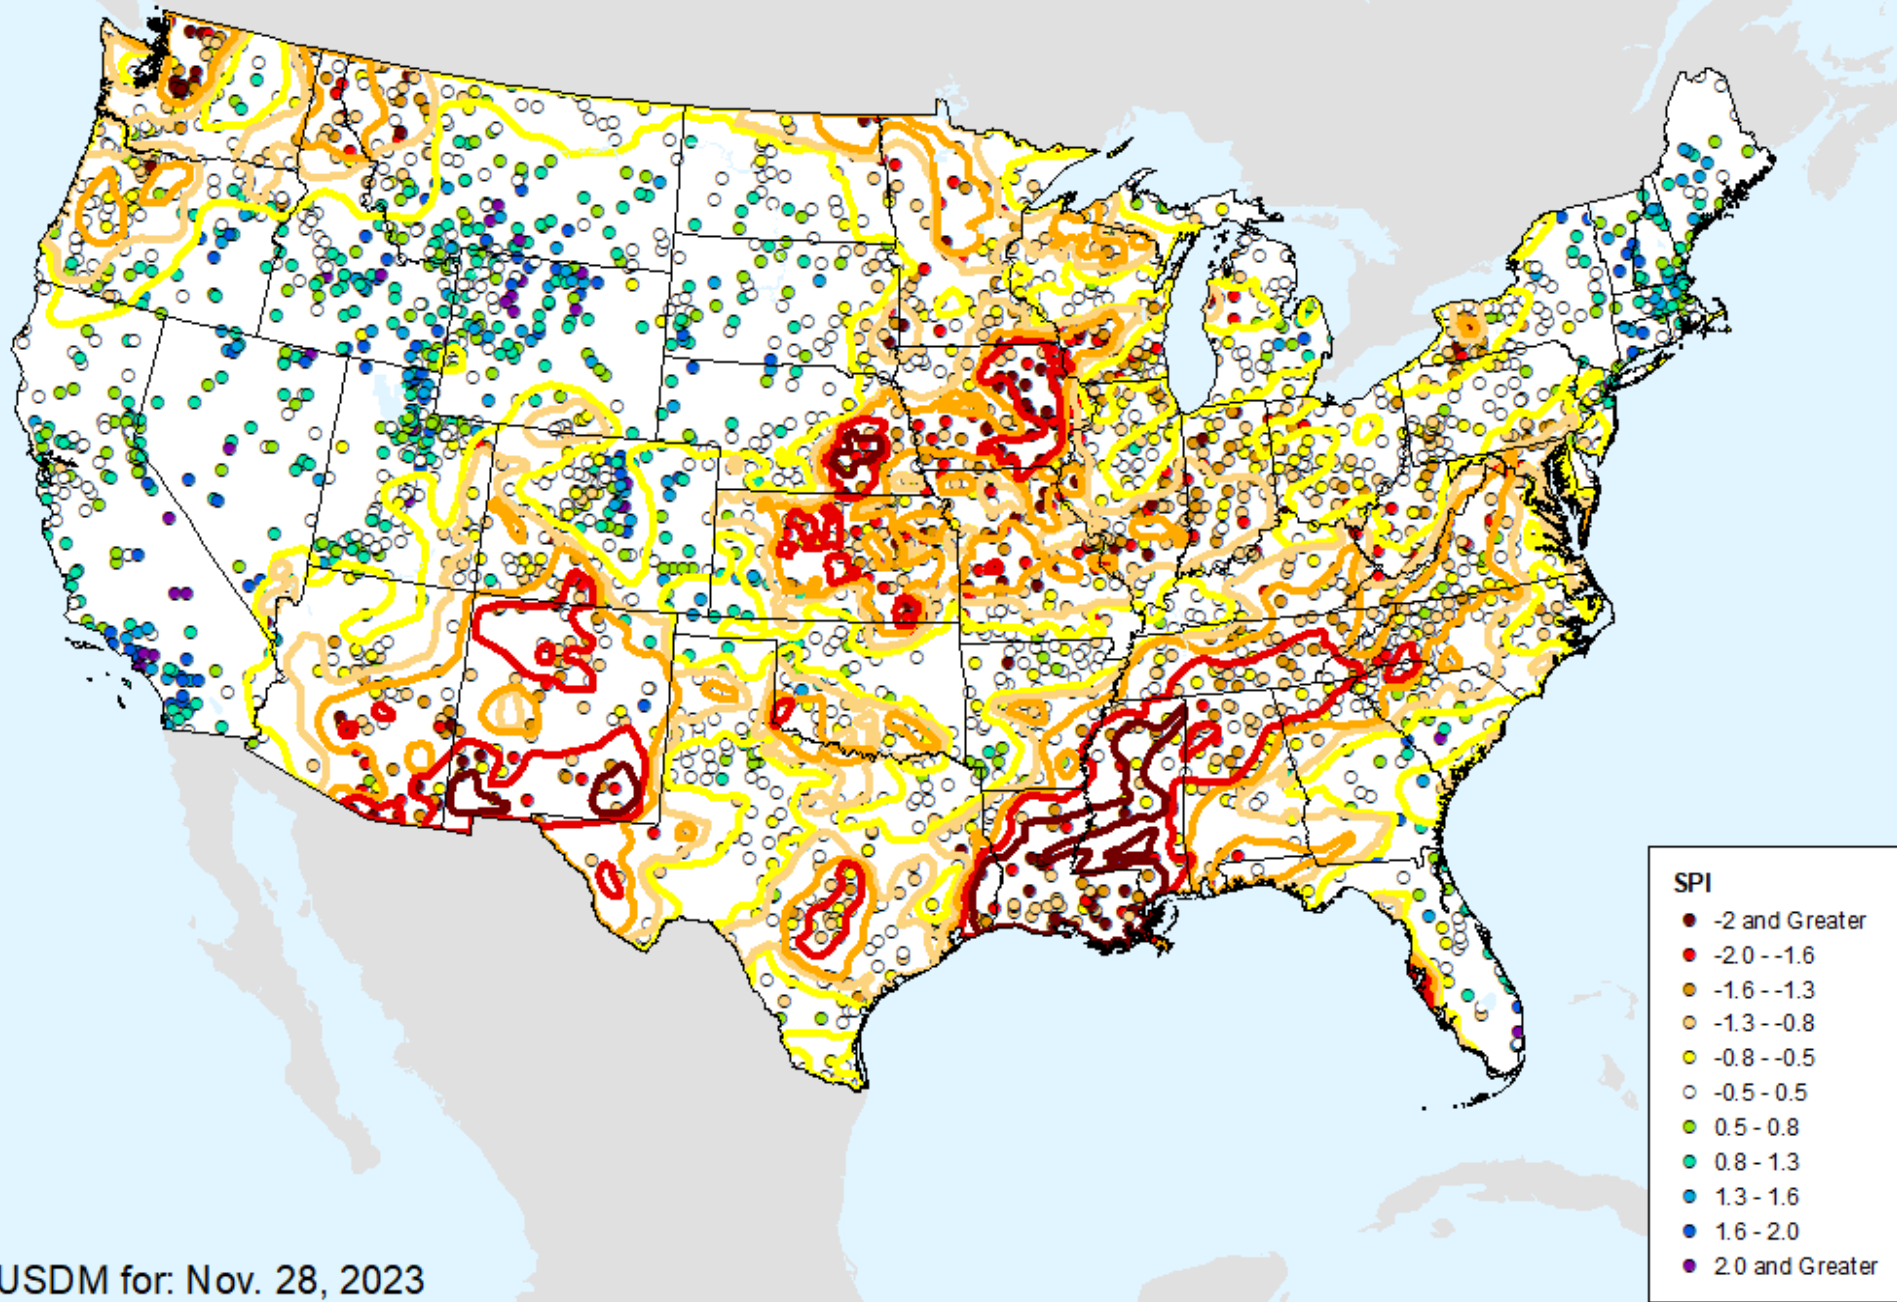 SPI
-2 and Greater
-2.0 - -1.6
-1.6 - -1.3
-1.3 - -0.8
-0.8 - -0.5
-0.5 - 0.5
0.5 - 0.8
0.8 - 1.3
1.3 - 1.6
1.6 - 2.0
2.0 and Greater
USDM for: Nov. 28, 2023